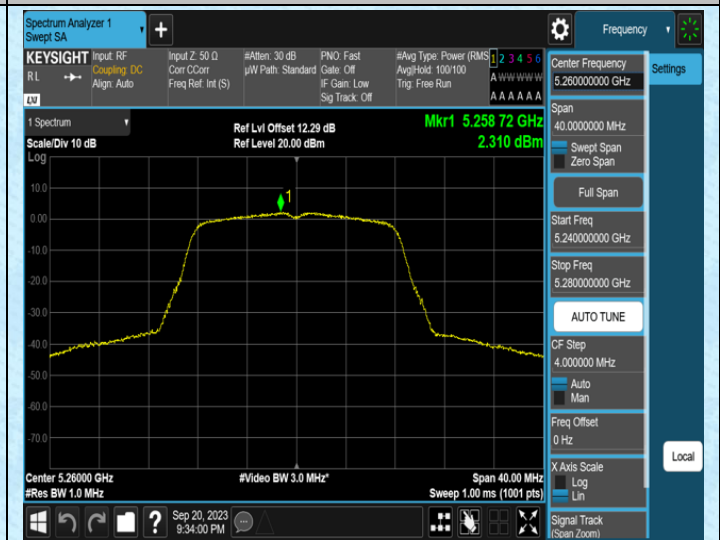 Spectrum Analyzer 1
Swept SA
Frequency
KEYSIGHT
RL
LXI
Input: RF
Coupling: DC
Align: Auto
Input Z: 50 Ω
Corr CCorr
Freq Ref: Int (S)
#Atten: 30 dB
µW Path: Standard
PNO: Fast
Gate: Off
IF Gain: Low
Sig Track: Off
#Avg Type: Power (RMS
Avg|Hold: 100/100
Trig: Free Run
1 2 3 4 5 6
A W W W W W
A A A A A A
1 Spectrum
Scale/Div 10 dB
Log
Ref Lvl Offset 12.29 dB
Ref Level 20.00 dBm
Mkr1 5.258 72 GHz
2.310 dBm
1
10.0
0.00
-10.0
-20.0
-30.0
-40.0
-50.0
-60.0
-70.0
Center 5.26000 GHz
#Res BW 1.0 MHz
#Video BW 3.0 MHz*
Span 40.00 MHz
Sweep 1.00 ms (1001 pts)
Sep 20, 2023
9:34:00 PM
Center Frequency
5.260000000 GHz
Settings
Span
40.0000000 MHz
Swept Span
Zero Span
Full Span
Start Freq
5.240000000 GHz
Stop Freq
5.280000000 GHz
AUTO TUNE
CF Step
4.000000 MHz
Auto
Man
Freq Offset
0 Hz
X Axis Scale
Log
Lin
Local
Signal Track
(Span Zoom)